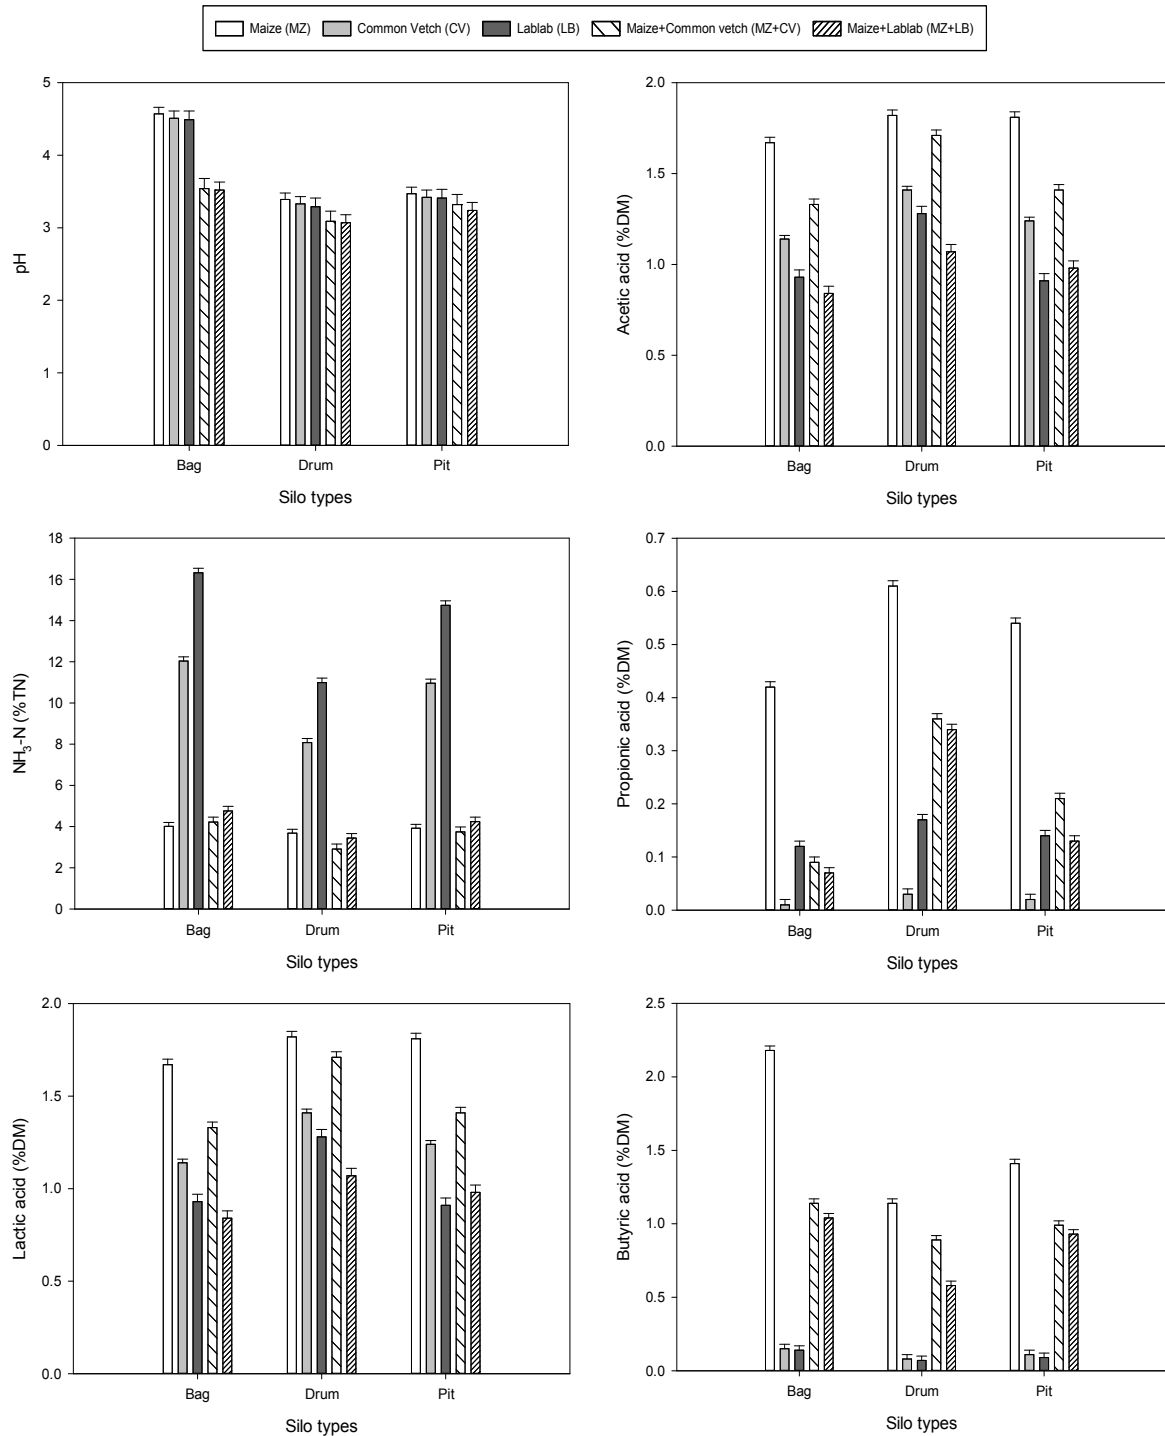 Maize (MZ) Common Vetch (CV) Lablab (LB) Maize+Common vetch (MZ+CV) Maize+Lablab (MZ+LB)
5
4
3
2
1
0
pH
Bag Drum Pit
Silo types
2.0
1.5
1.0
0.5
0.0
Acetic acid (%DM)
Bag Drum Pit
Silo types
18
16
14
12
10
8
6
4
2
0
NH3-N (%TN)
Bag Drum Pit
Silo types
0.7
0.6
0.5
0.4
0.3
0.2
0.1
0.0
Propionic acid (%DM)
Bag Drum Pit
Silo types
2.0
1.5
1.0
0.5
0.0
Lactic acid (%DM)
Bag Drum Pit
Silo types
2.5
2.0
1.5
1.0
0.5
0.0
Butyric acid (%DM)
Bag Drum Pit
Silo types